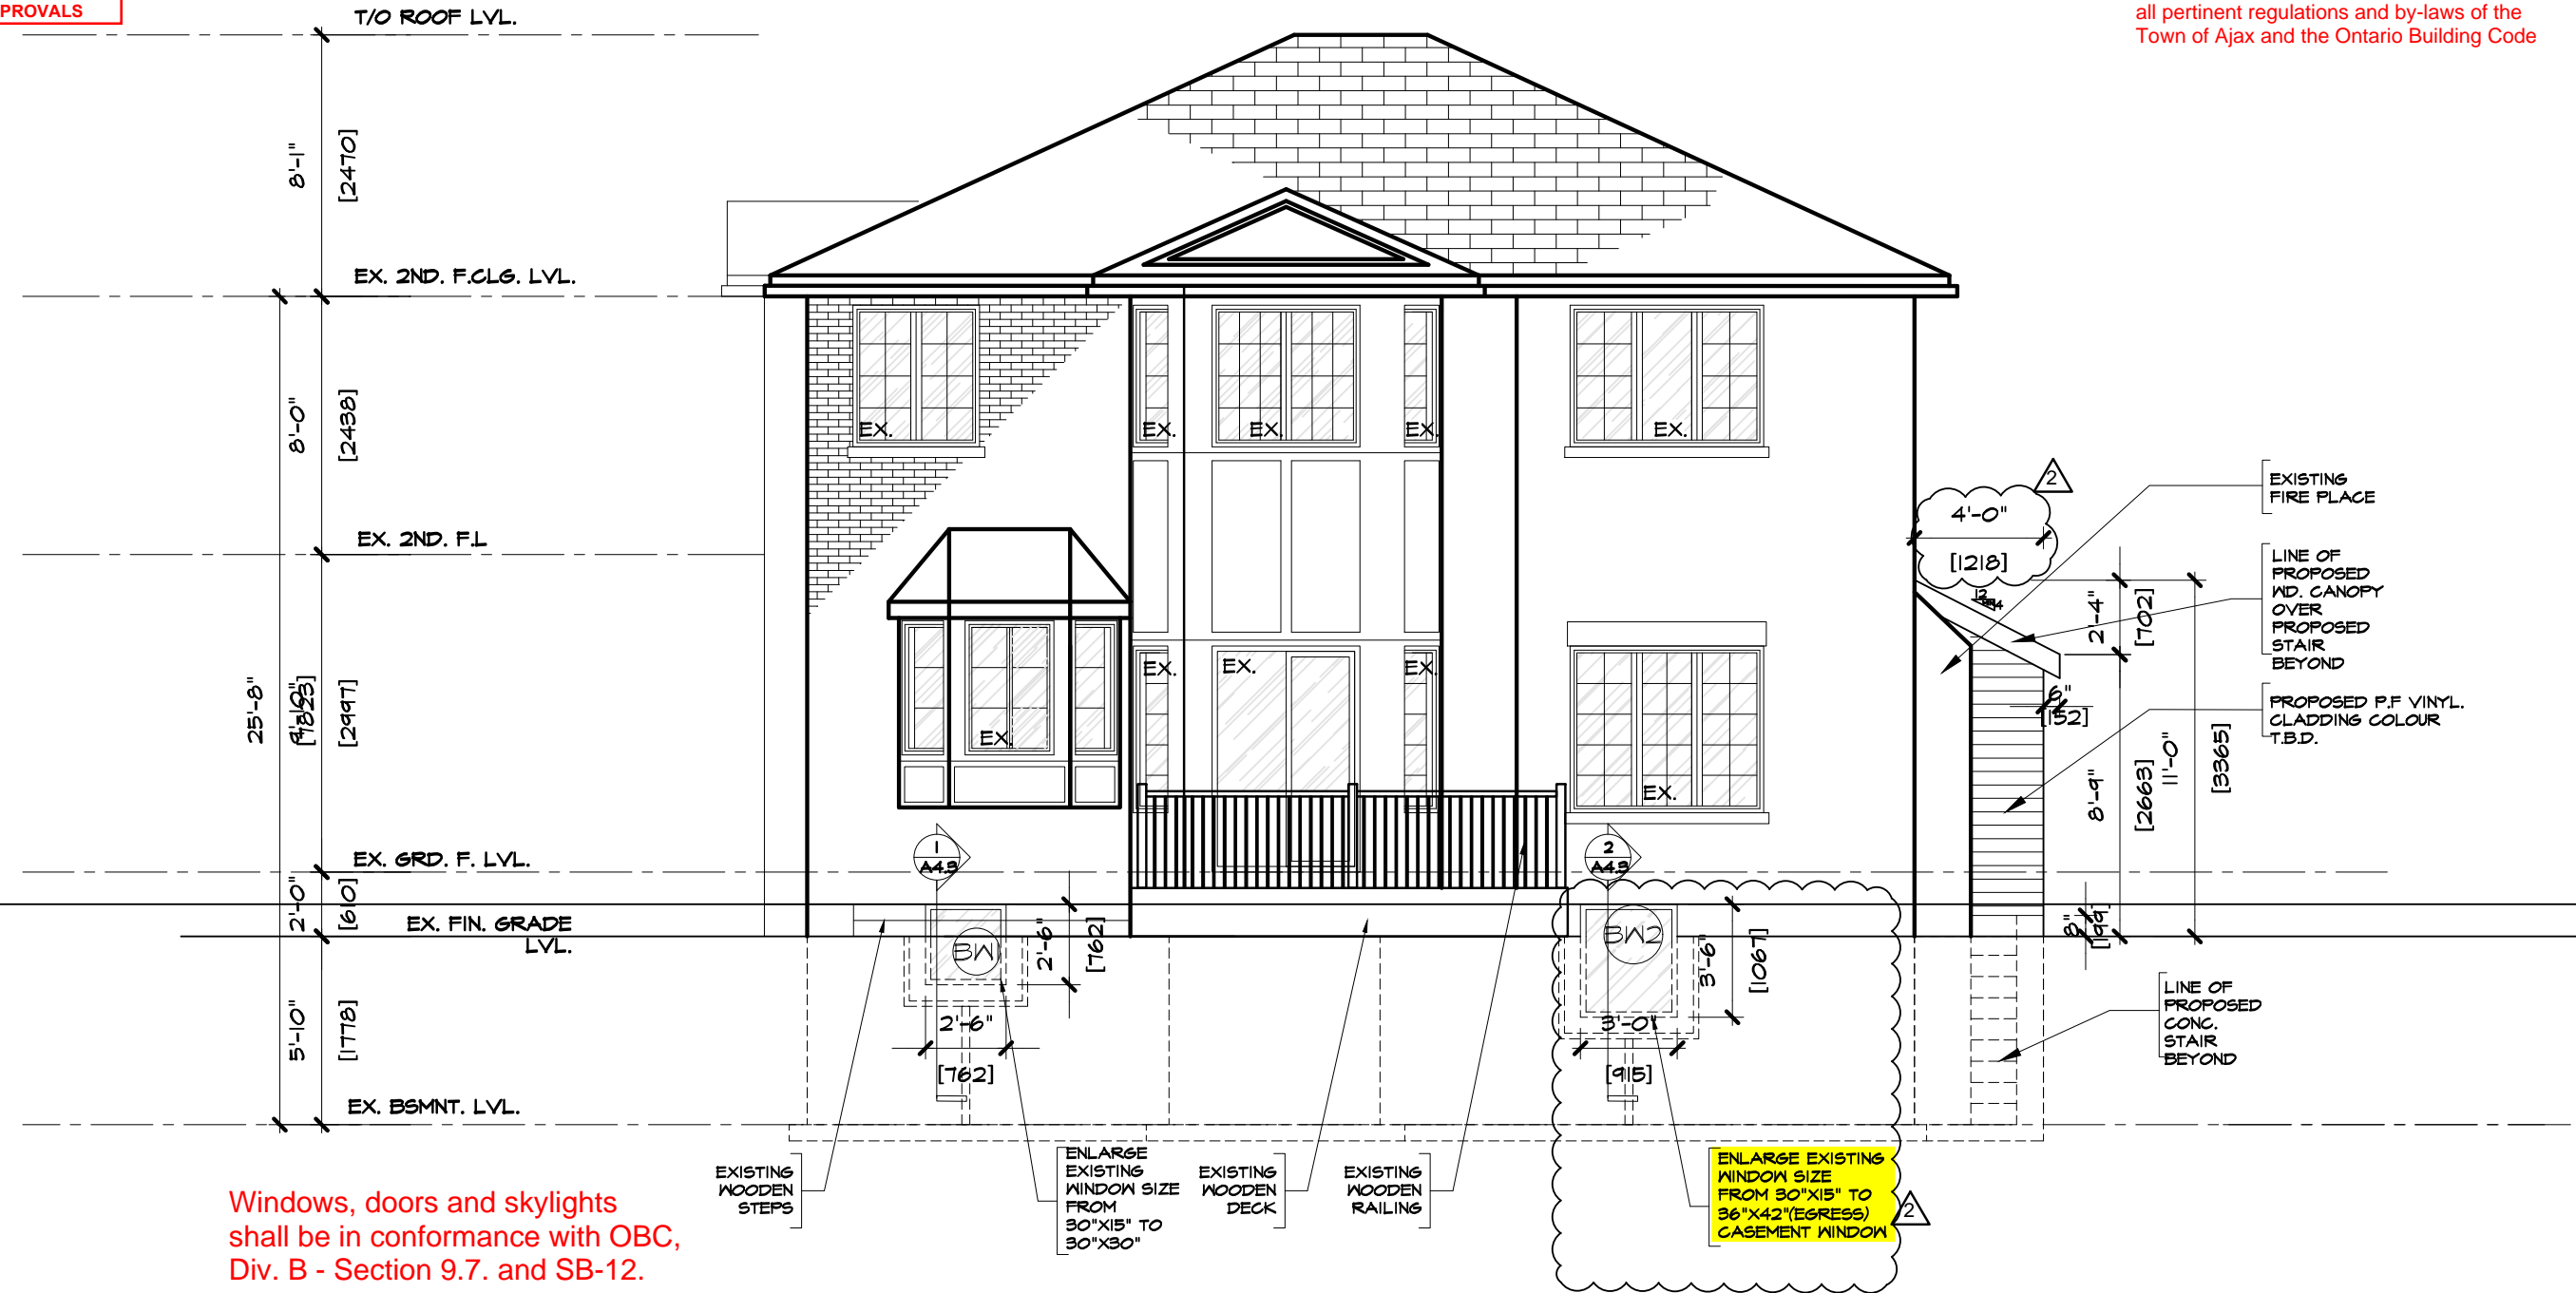 PROVALS
all pertinent regulations and by-laws of the
Town of Ajax and the Ontario Building Code
T/O ROOF LVL.
8'-1"
[2470]
EX. 2ND. F.CLG. LVL.
8'-0"
[2438]
EX. 2ND. F.L
25'-8"
[7823]
9'-10"
[2997]
EX. GRD. F. LVL.
2'-0"
[610]
EX. FIN. GRADE
LVL.
5'-10"
[1778]
EX. BSMNT. LVL.
EX.
EX.
EX.
EX.
EX.
EX.
EX.
EX.
EX.
EX.
1
A4.3
2
A4.3
BW
2'-6"
[762]
2'-6"
[762]
BW2
3'-6"
[1067]
3'-0"
[915]
2
4'-0"
[1218]
12
2'-4"
[702]
6"
[152]
8'-9"
[2663]
11'-0"
[3365]
8"
[199]
EXISTING
FIRE PLACE
LINE OF
PROPOSED
WD. CANOPY
OVER
PROPOSED
STAIR
BEYOND
PROPOSED P.F VINYL.
CLADDING COLOUR
T.B.D.
LINE OF
PROPOSED
CONC.
STAIR
BEYOND
EXISTING
WOODEN
STEPS
ENLARGE
EXISTING
WINDOW SIZE
FROM
30"X15" TO
30"X30"
EXISTING
WOODEN
DECK
EXISTING
WOODEN
RAILING
ENLARGE EXISTING
WINDOW SIZE
FROM 30"X15" TO
36"X42"(EGRESS)
CASEMENT WINDOW
2
Windows, doors and skylights
shall be in conformance with OBC,
Div. B - Section 9.7. and SB-12.